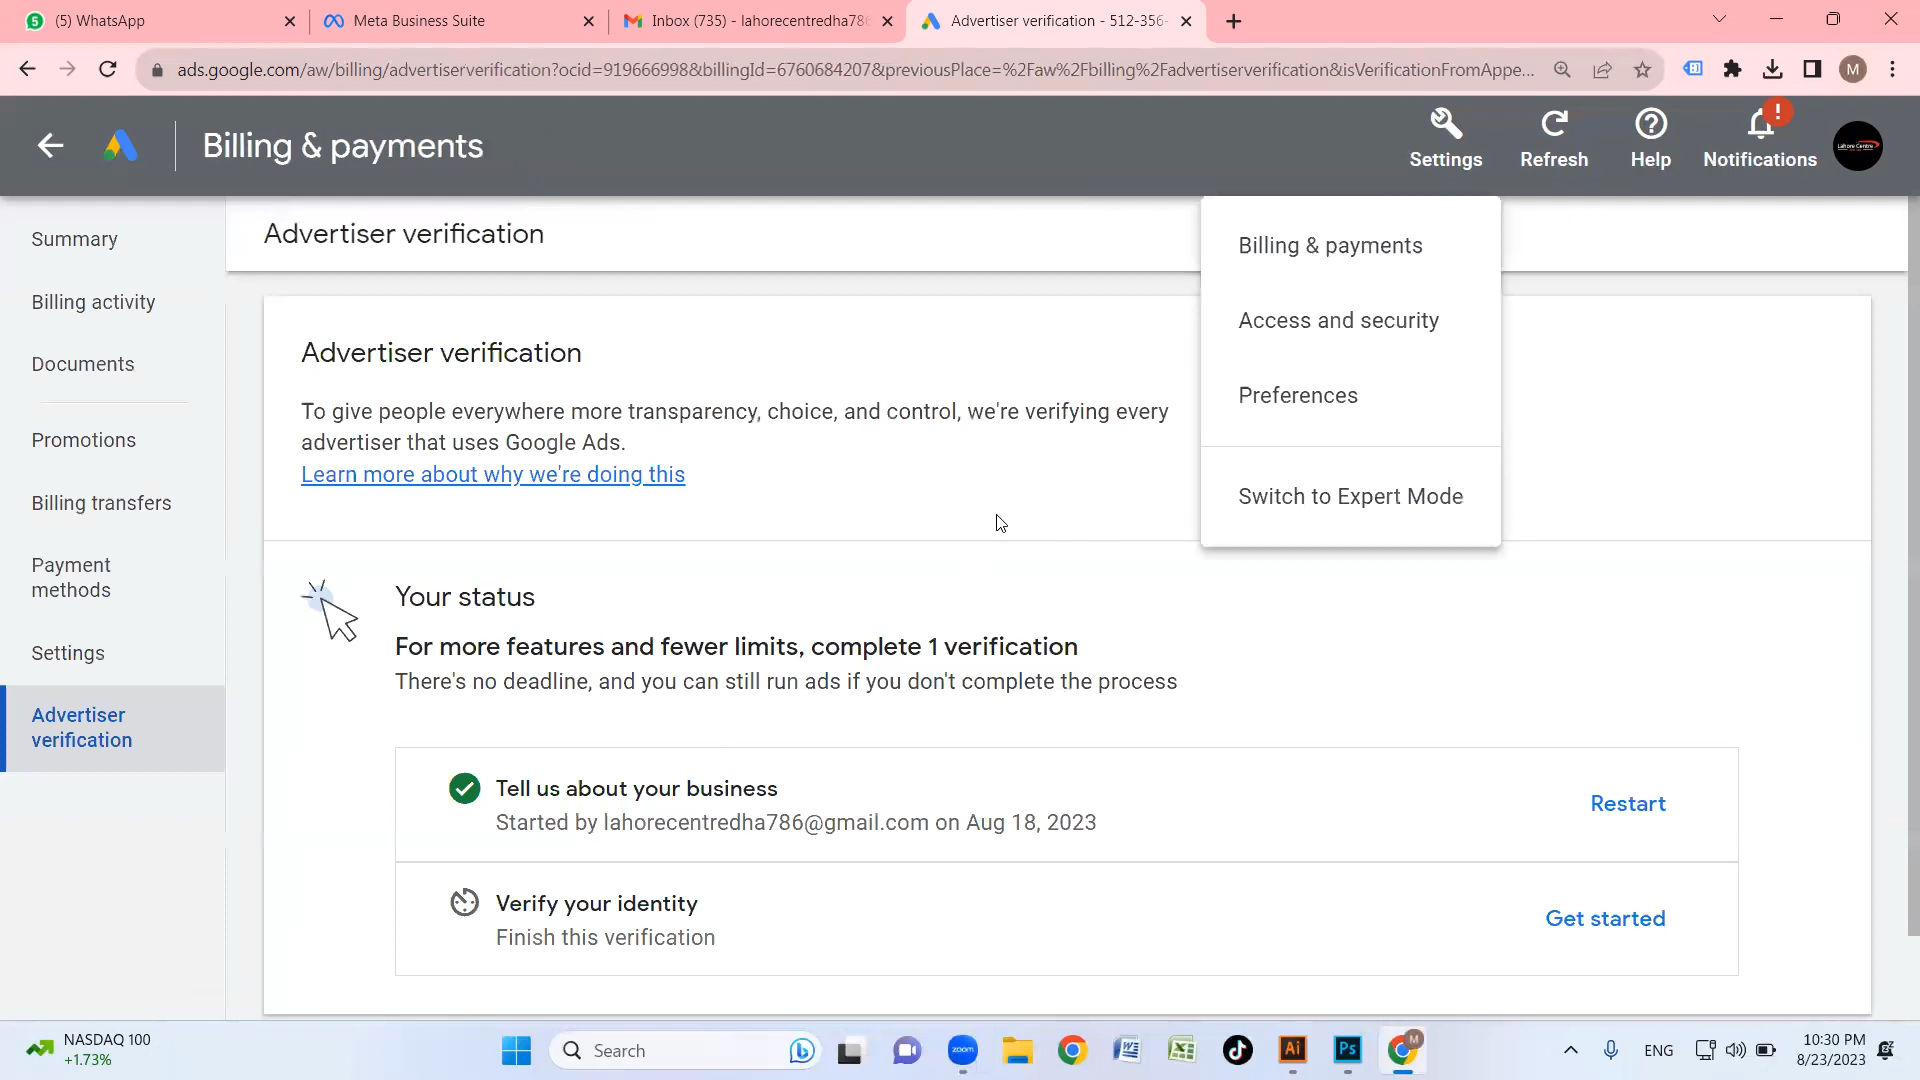 (5) WhatsApp
Meta Business Suite
Inbox (735) - lahorecentredha786
Advertiser verification - 512-356-
ads.google.com/aw/billing/advertiserverification?ocid=919666998&billingId=6760684207&previousPlace=%2Faw%2Fbilling%2Fadvertiserverification&isVerificationFromAppe...
M
Billing & payments
Settings
Refresh
Help
Notifications
Lahore Centre
Summary
Billing activity
Documents
Promotions
Billing transfers
Payment
methods
Settings
Advertiser
verification
Advertiser verification
Billing & payments
Access and security
Preferences
Switch to Expert Mode
Advertiser verification
To give people everywhere more transparency, choice, and control, we're verifying every
advertiser that uses Google Ads.
Learn more about why we're doing this
Your status
For more features and fewer limits, complete 1 verification
There's no deadline, and you can still run ads if you don't complete the process
Tell us about your business
Started by lahorecentredha786@gmail.com on Aug 18, 2023
Restart
Verify your identity
Finish this verification
Get started
NASDAQ 100
+1.73%
Search
zoom
Ai
Ps
M
ENG
10:30 PM
8/23/2023